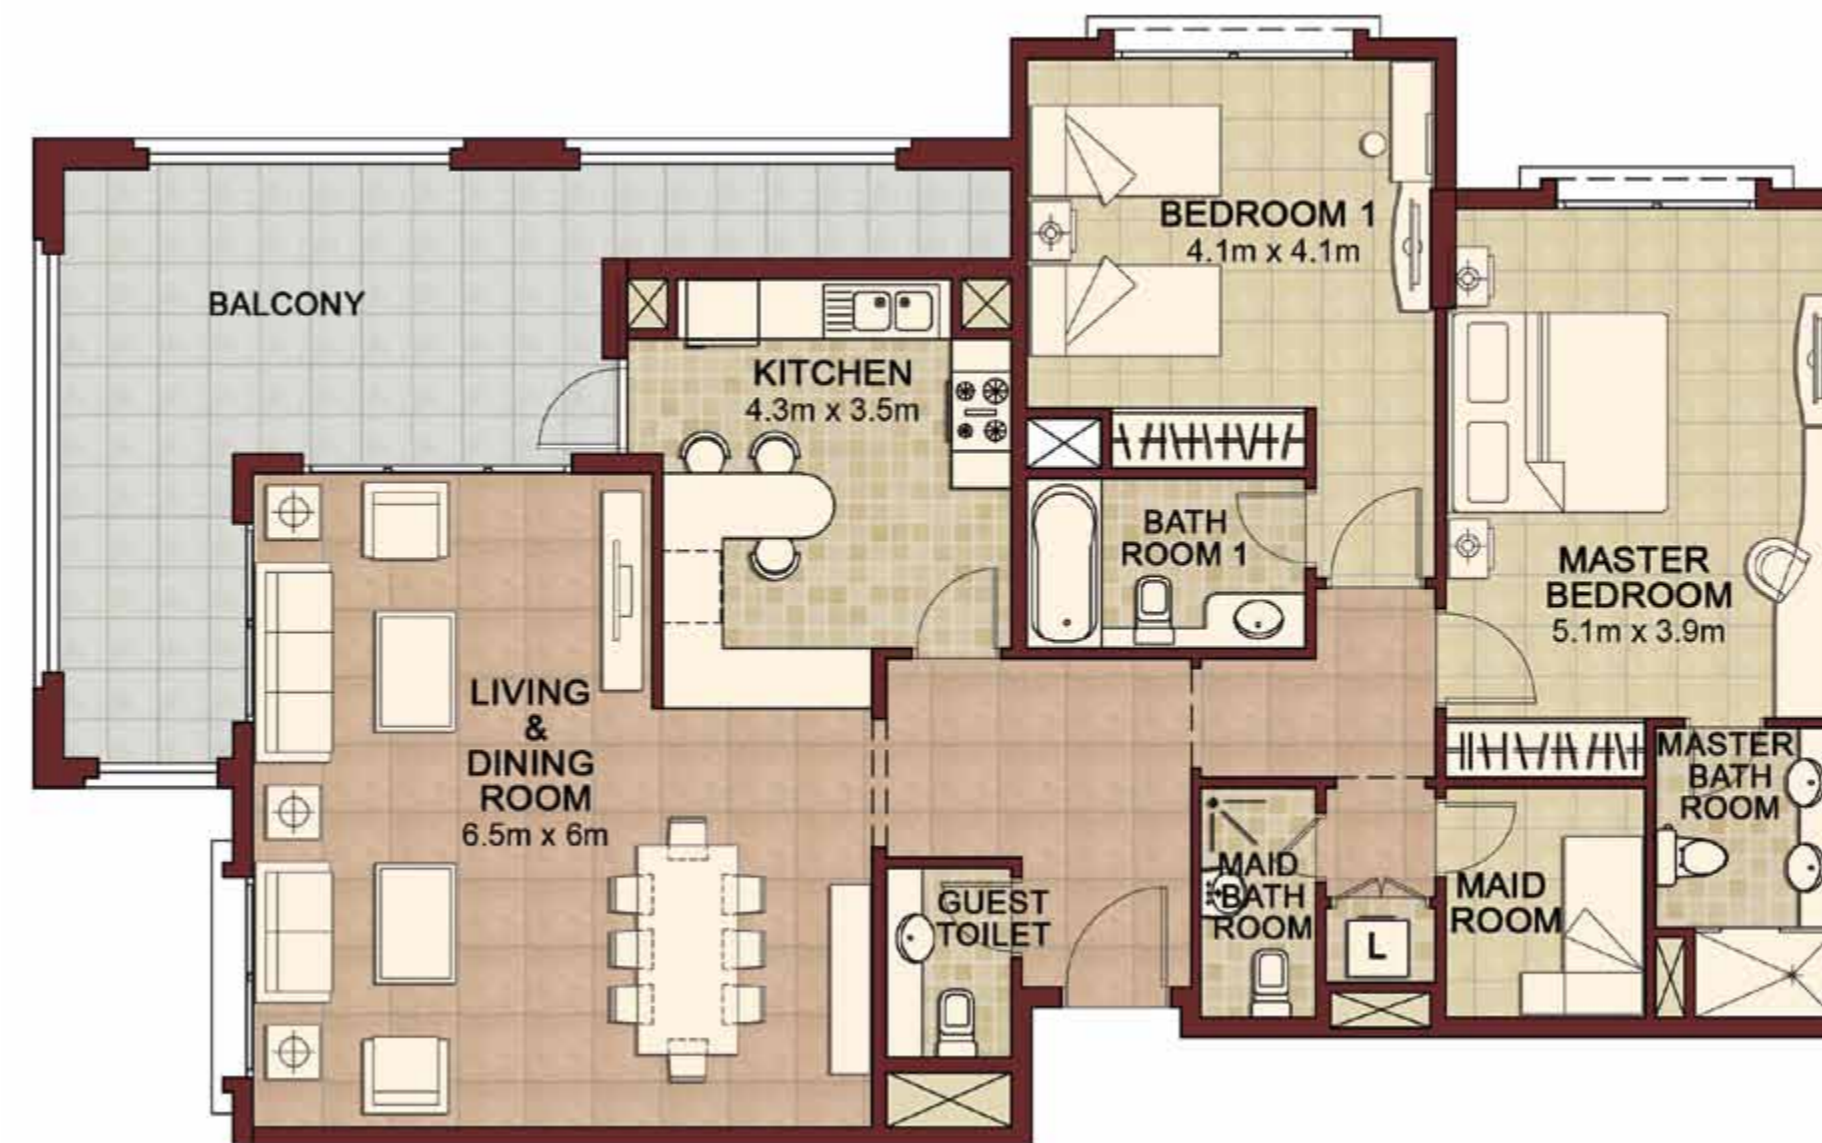 BALCONY
KITCHEN
4.3m x 3.5m
BEDROOM 1
4.1m x 4.1m
BATH
ROOM 1
MASTER
BEDROOM
5.1m x 3.9m
LIVING
&
DINING
ROOM
6.5m x 6m
GUEST
TOILET
MAID
BATH
ROOM
L
MAID
ROOM
MASTER
BATH
ROOM